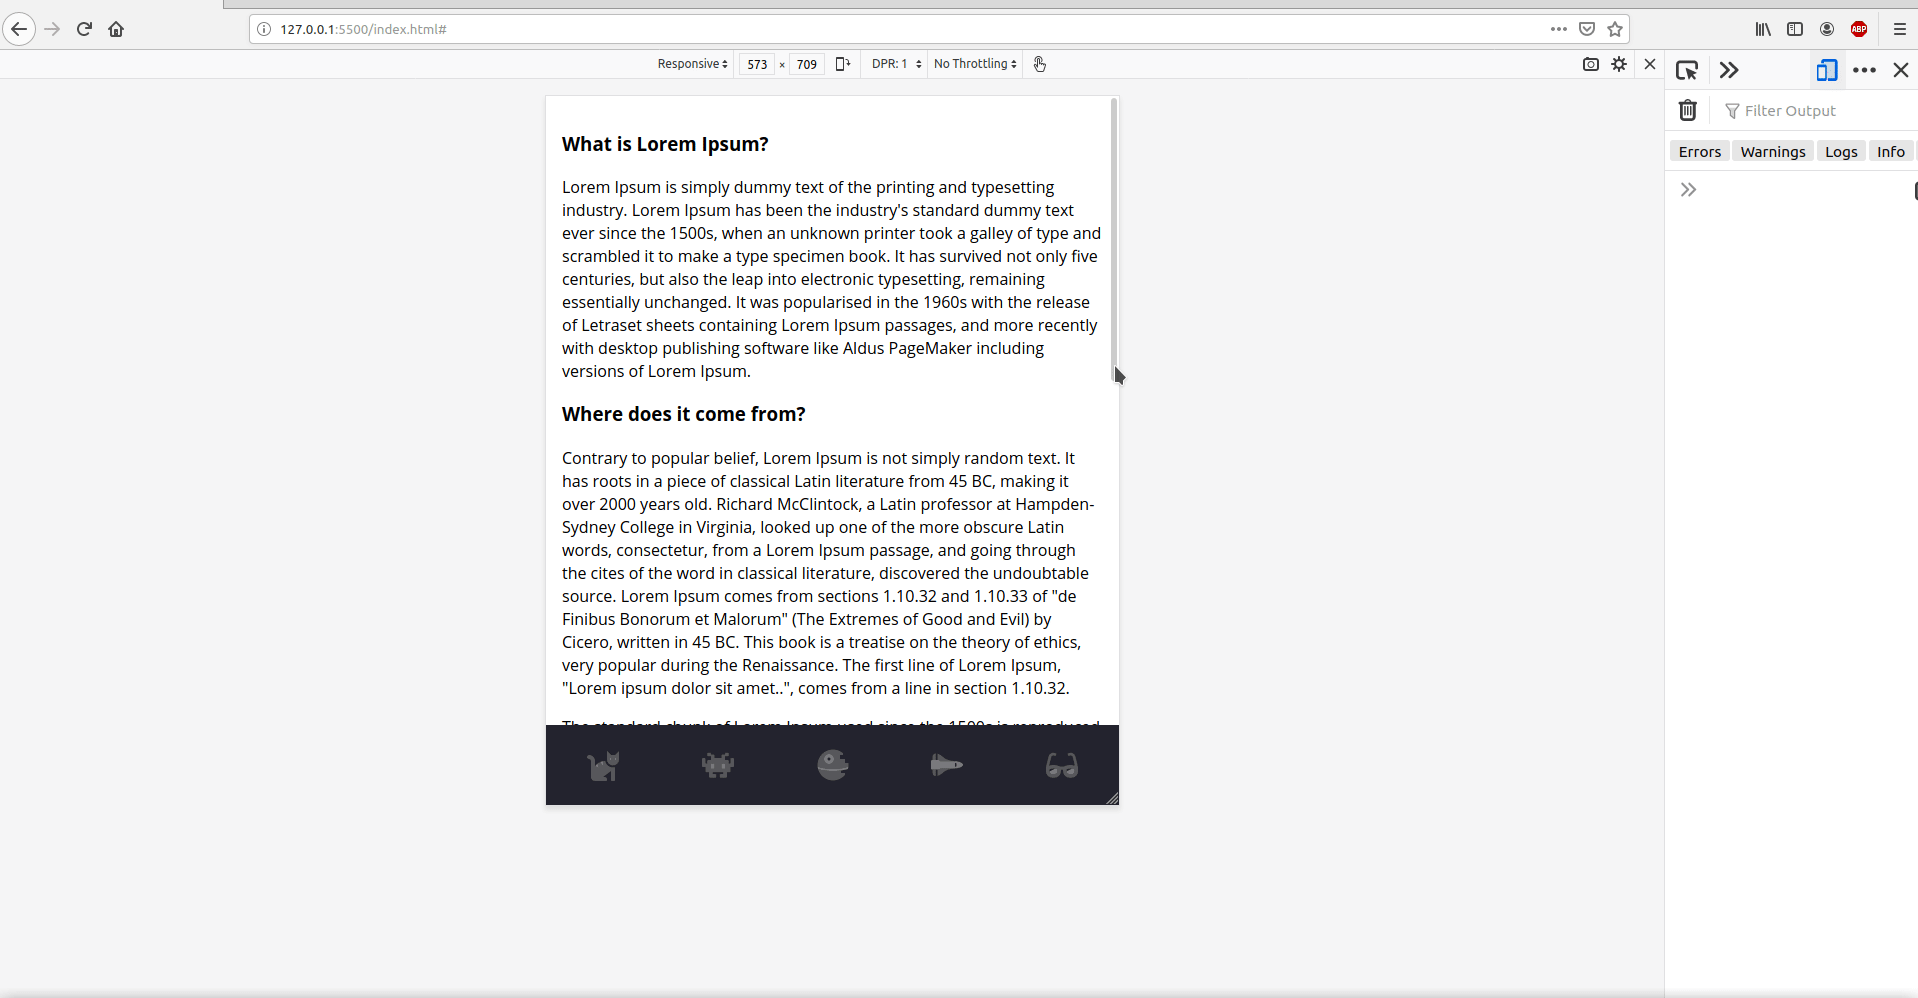 127.0.0.1:5500/index.html#
ABP
Responsive 573 × 709 DPR: 1 No Throttling
Filter Output
Errors Warnings Logs Info
What is Lorem Ipsum?
Lorem Ipsum is simply dummy text of the printing and typesetting
industry. Lorem Ipsum has been the industry's standard dummy text
ever since the 1500s, when an unknown printer took a galley of type and
scrambled it to make a type specimen book. It has survived not only five
centuries, but also the leap into electronic typesetting, remaining
essentially unchanged. It was popularised in the 1960s with the release
of Letraset sheets containing Lorem Ipsum passages, and more recently
with desktop publishing software like Aldus PageMaker including
versions of Lorem Ipsum.
Where does it come from?
Contrary to popular belief, Lorem Ipsum is not simply random text. It
has roots in a piece of classical Latin literature from 45 BC, making it
over 2000 years old. Richard McClintock, a Latin professor at Hampden-
Sydney College in Virginia, looked up one of the more obscure Latin
words, consectetur, from a Lorem Ipsum passage, and going through
the cites of the word in classical literature, discovered the undoubtable
source. Lorem Ipsum comes from sections 1.10.32 and 1.10.33 of "de
Finibus Bonorum et Malorum" (The Extremes of Good and Evil) by
Cicero, written in 45 BC. This book is a treatise on the theory of ethics,
very popular during the Renaissance. The first line of Lorem Ipsum,
"Lorem ipsum dolor sit amet..", comes from a line in section 1.10.32.
The standard chunk of Lorem Ipsum used since the 1500s is reproduced